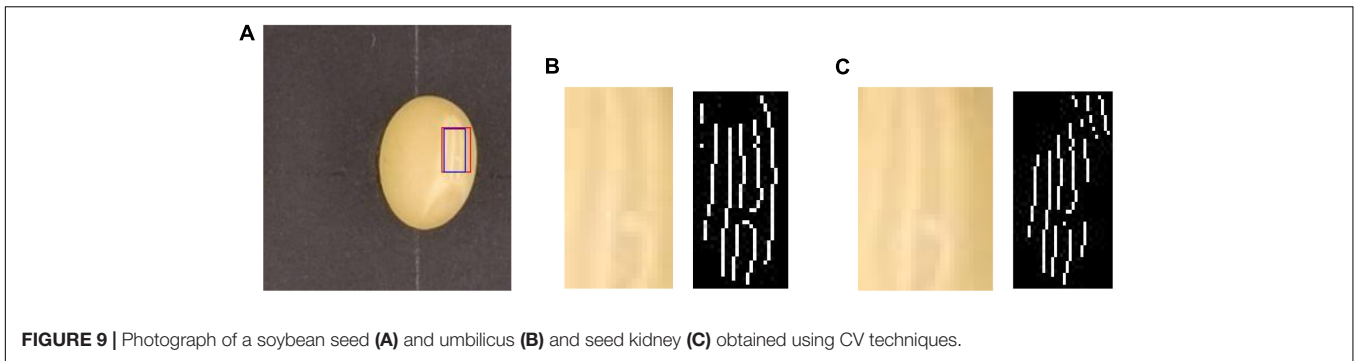 A
B
C
FIGURE 9 | Photograph of a soybean seed (A) and umbilicus (B) and seed kidney (C) obtained using CV techniques.